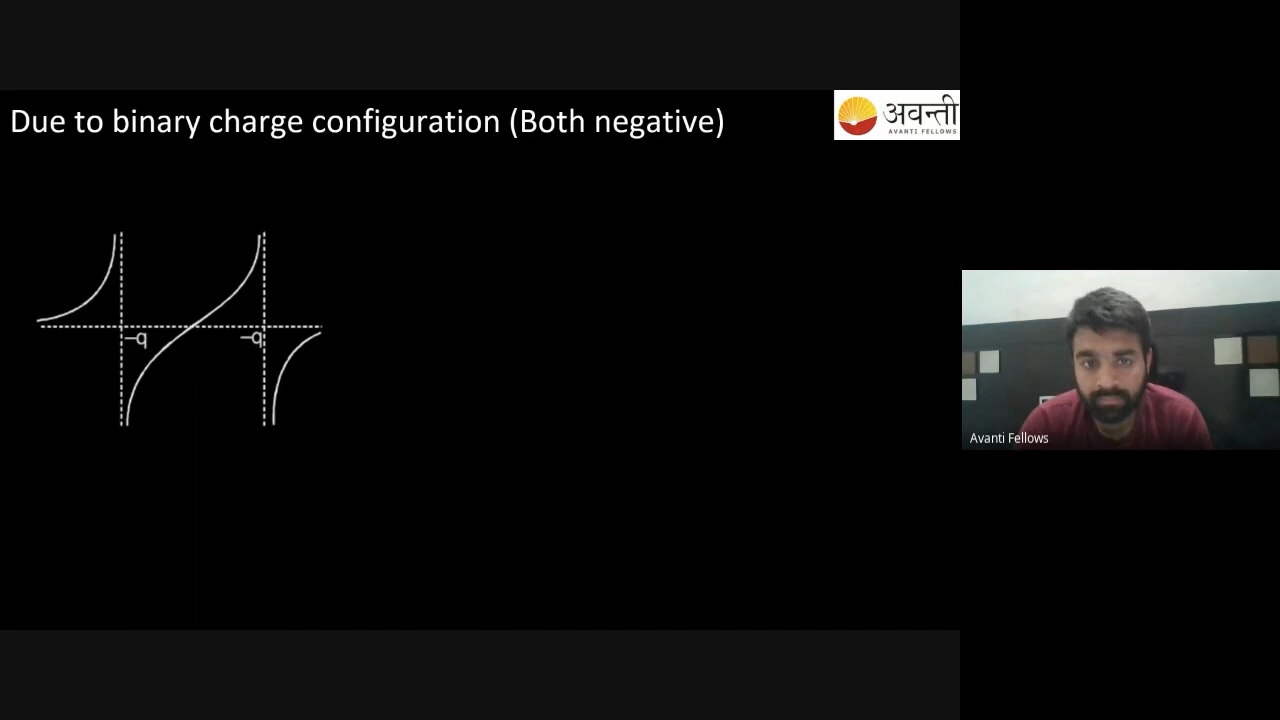 Due to binary charge configuration (Both negative)
अवन्ती
AVANTI FELLOWS
-q
-q
Avanti Fellows